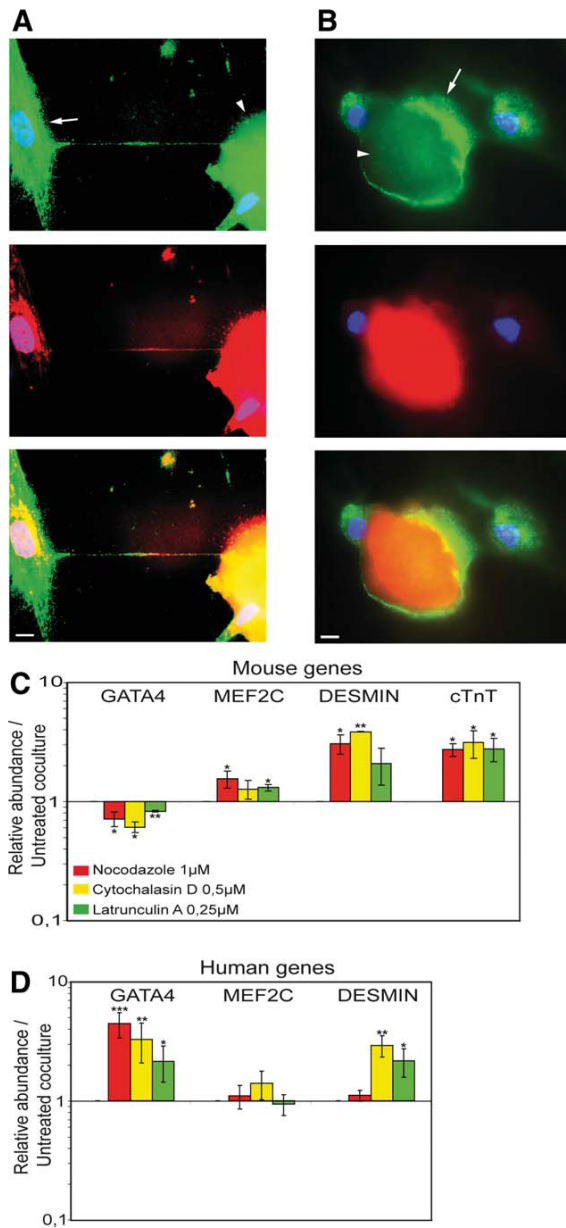 A B
C Mouse genes
GATA4 MEF2C DESMIN cTnT
10
1
0,1
Relative abundance /
Untreated coculture
* * ** * * * ** * * *
Nocodazole 1µM
Cytochalasin D 0,5µM
Latrunculin A 0,25µM
D Human genes
GATA4 MEF2C DESMIN
10
1
0,1
Relative abundance /
Untreated coculture
*** ** * ** *